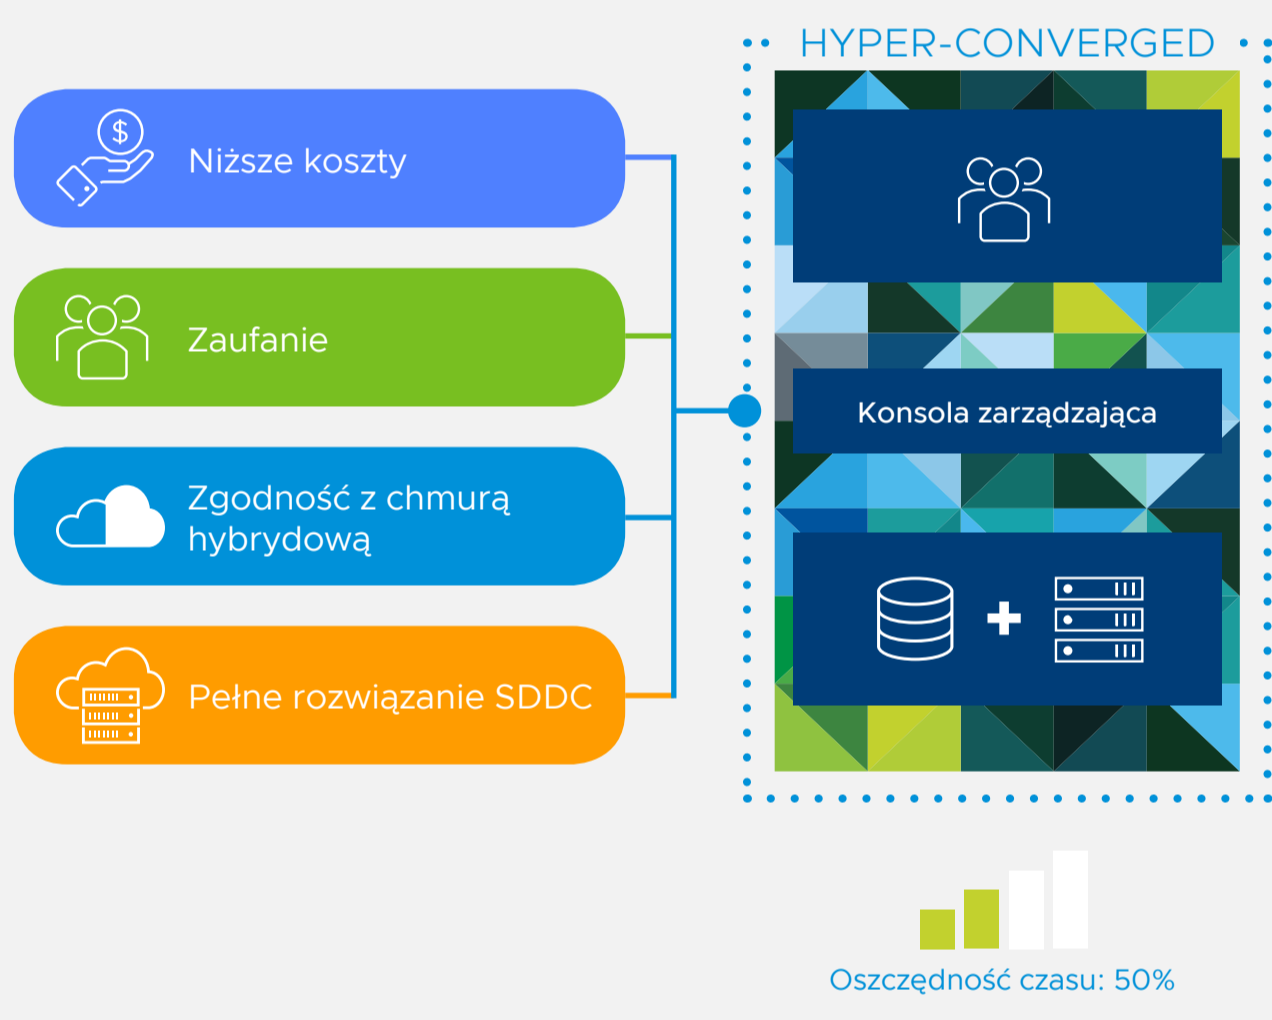 HYPER-CONVERGED
$
Niższe koszty
Zaufanie
Konsola zarządzająca
Zgodność z chmurą
hybrydową
Pełne rozwiązanie SDDC
Oszczędność czasu: 50%